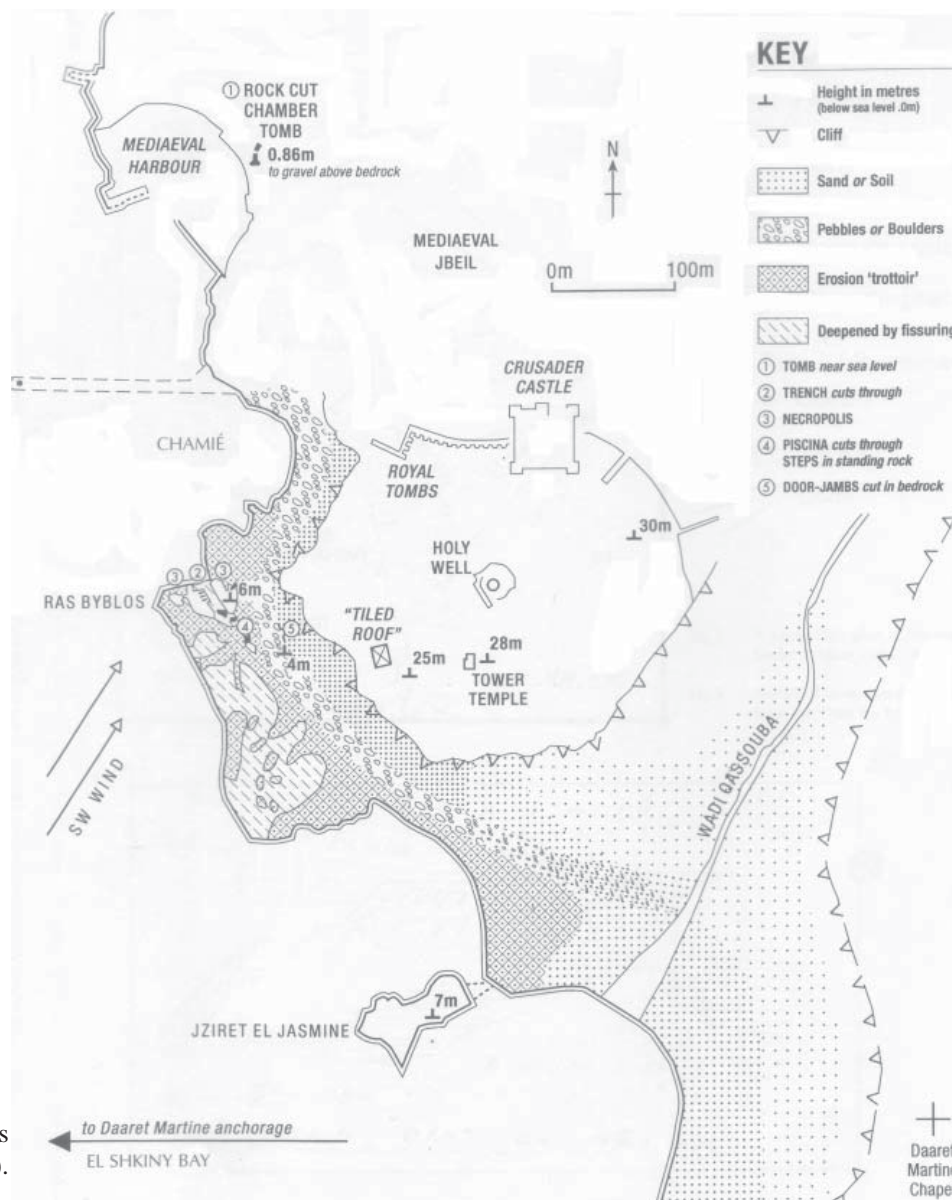 ① ROCK CUT
CHAMBER
TOMB
0.86m
to gravel above bedrock
MEDIAEVAL
HARBOUR
N
MEDIAEVAL
JBEIL
0m 100m
KEY
Height in metres
(below sea level .0m)
Cliff
Sand or Soil
Pebbles or Boulders
Erosion 'trottoir'
Deepened by fissuring
① TOMB near sea level
② TRENCH cuts through
③ NECROPOLIS
④ PISCINA cuts through
STEPS in standing rock
⑤ DOOR-JAMBS cut in bedrock
CRUSADER
CASTLE
CHAMIÉ
ROYAL
TOMBS
30m
HOLY
WELL
③ ② ③
6m
RAS BYBLOS
④
⑤
4m
"TILED
ROOF"
25m
28m
TOWER
TEMPLE
SW WIND
WADI QASSOUBA
7m
JZIRET EL JASMINE
to Daaret Martine anchorage
EL SHKINY BAY
s
).
Daaret
Martine
Chape